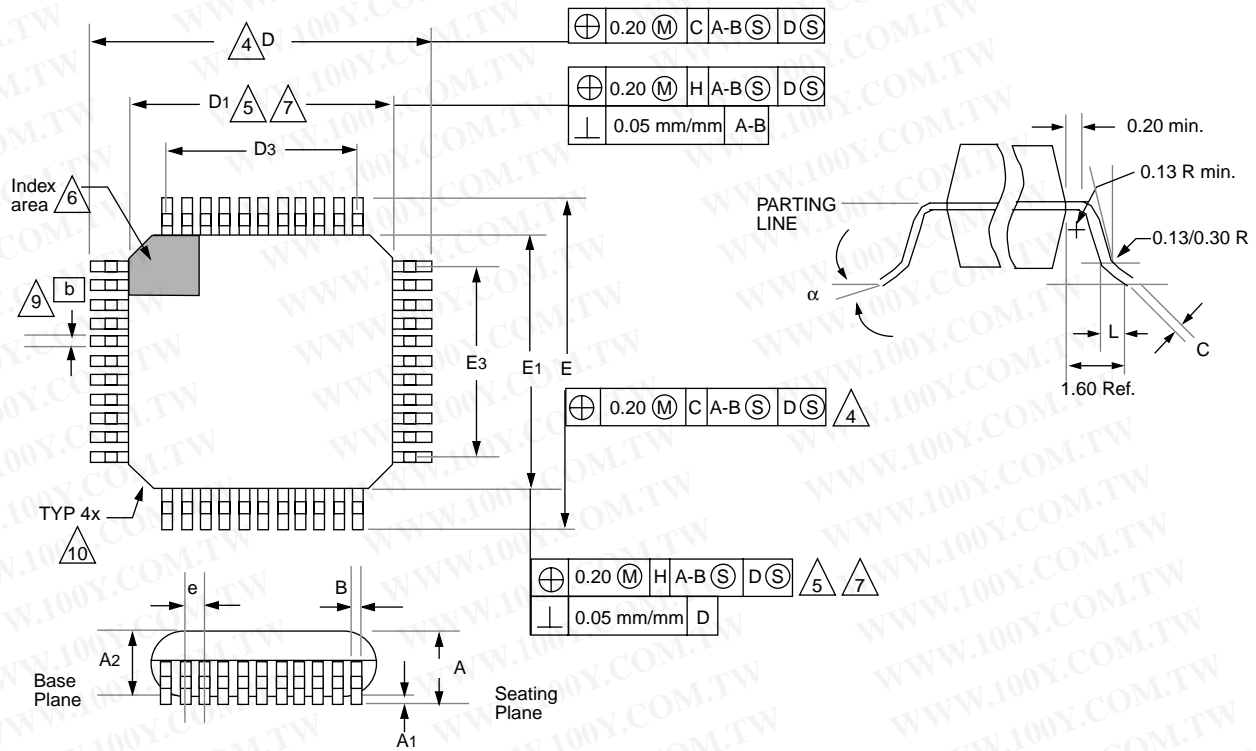 4 D
⊕ 0.20 Ⓜ C A-B Ⓢ D Ⓢ
D1 5 7
⊕ 0.20 Ⓜ H A-B Ⓢ D Ⓢ
⊥ 0.05 mm/mm A-B
D3
Index
area 6
9 b
E3 E1 E
⊕ 0.20 Ⓜ C A-B Ⓢ D Ⓢ 4
TYP 4x
10
⊕ 0.20 Ⓜ H A-B Ⓢ D Ⓢ 5 7
⊥ 0.05 mm/mm D
0.20 min.
0.13 R min.
PARTING
LINE
0.13/0.30 R
α
L
C
1.60 Ref.
e B
A2 A
Base
Plane
Seating
Plane
A1
WWW.100Y.COM.TW